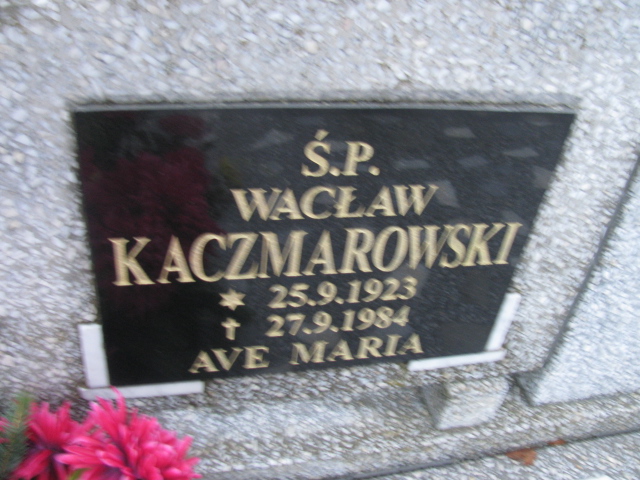 Ś.P.
WACŁAW
KACZMAROWSKI
* 25.9.1923
† 27.9.1984
AVE MARIA